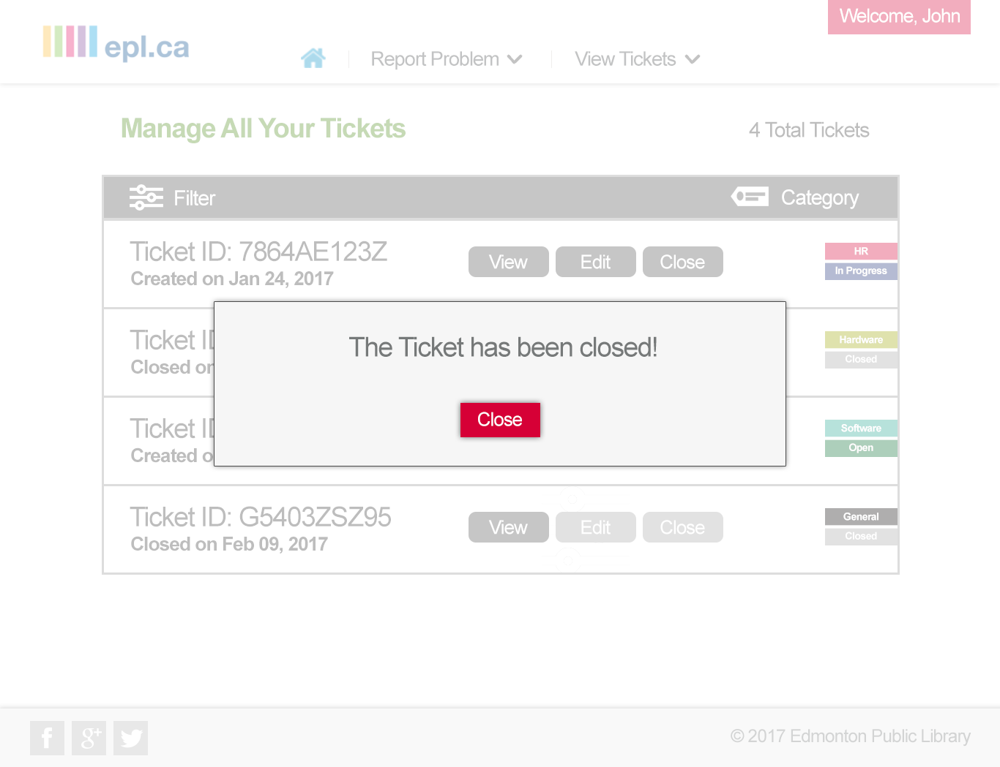 Welcome, John
epl.ca
Report Problem
View Tickets
Manage All Your Tickets
4 Total Tickets
Filter
Category
Ticket ID: 7864AE123Z
Created on Jan 24, 2017
View
Edit
Close
HR
In Progress
Ticket ID
Closed on
Hardware
Closed
The Ticket has been closed!
Close
Ticket ID
Created o
Software
Open
Ticket ID: G5403ZSZ95
Closed on Feb 09, 2017
View
Edit
Close
General
Closed
f
g+
© 2017 Edmonton Public Library